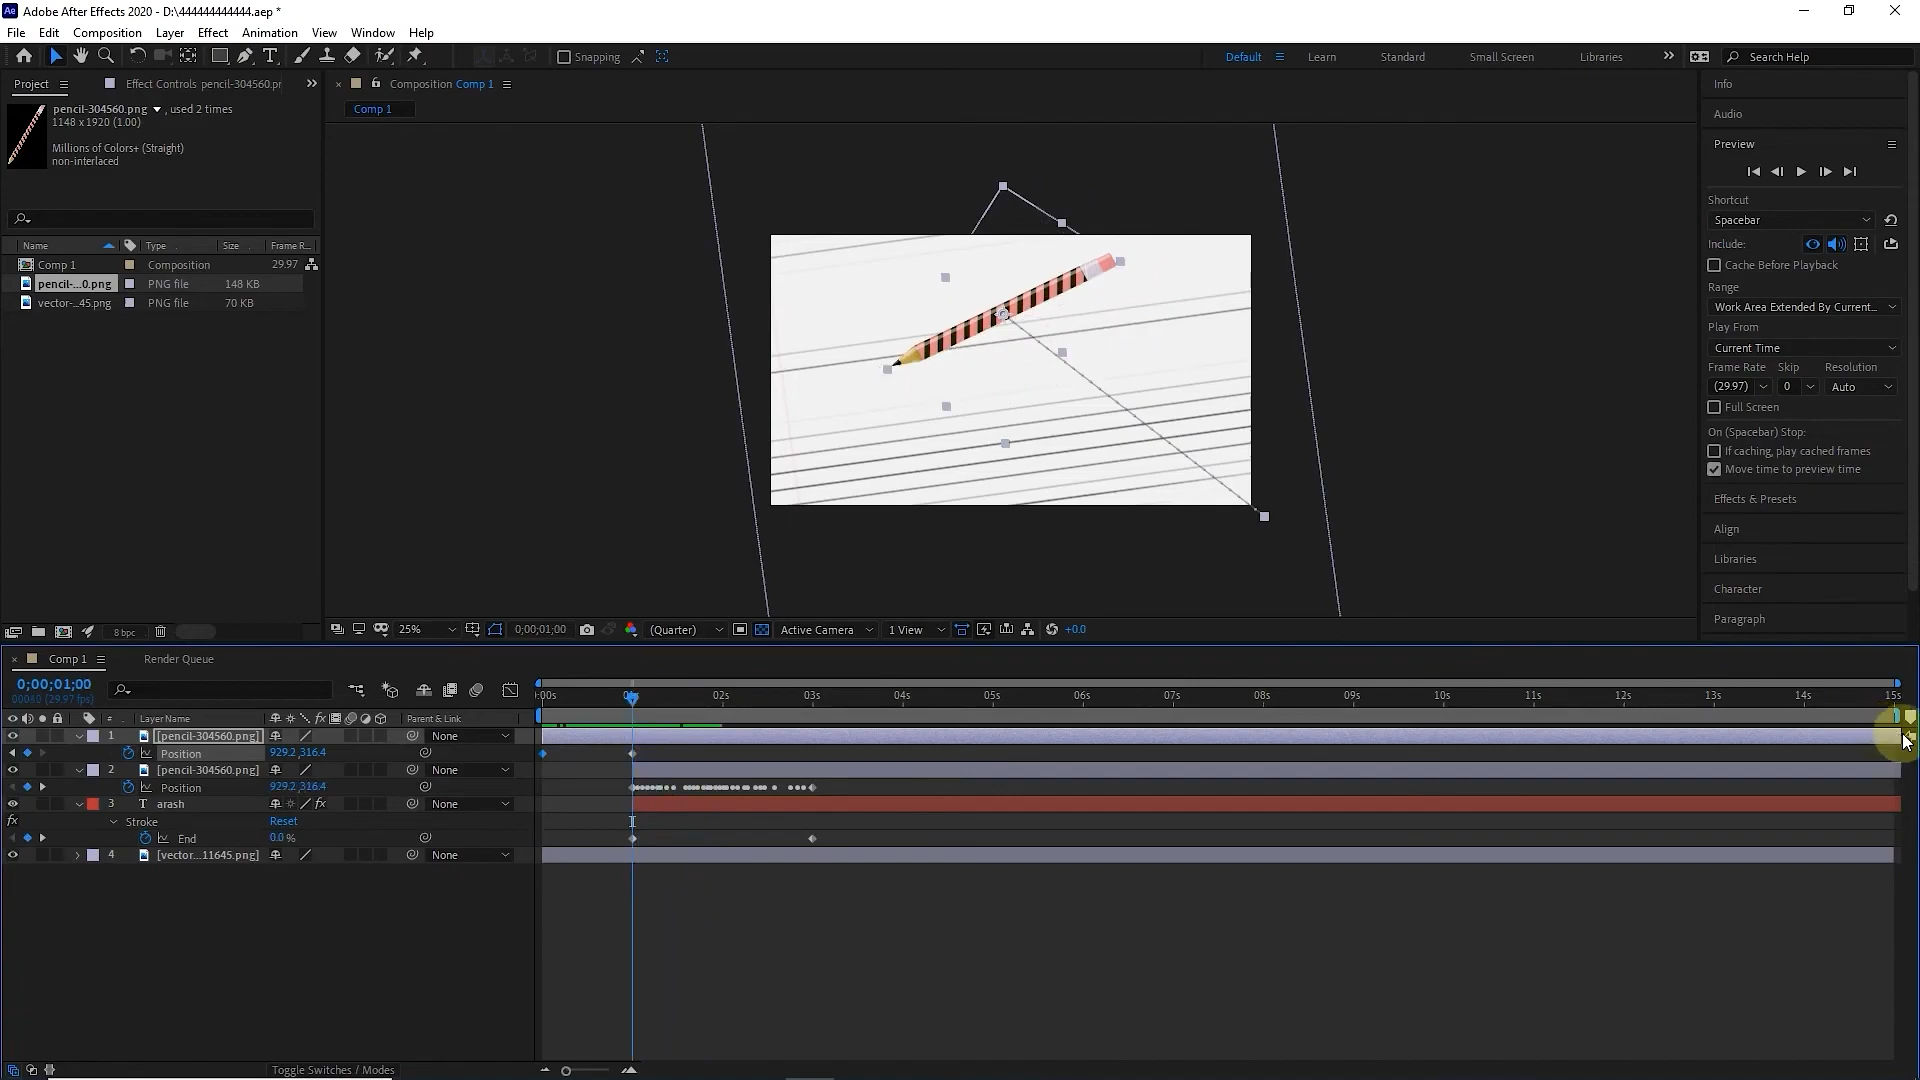 Ae Adobe After Effects 2020 - D:\444444444444.aep *
File Edit Composition Layer Effect Animation View Window Help
Snapping Default Learn Standard Small Screen Libraries Search Help
Project Effect Controls pencil-304560.pr
pencil-304560.png , used 2 times
1148 x 1920 (1.00)
Millions of Colors+ (Straight)
non-interlaced
Name Type Size Frame R...
Comp 1 Composition 29.97
pencil-...0.png PNG file 148 KB
vector-...45.png PNG file 70 KB
8 bpc
Composition Comp 1
Comp 1
25% 0;00;01;00 (Quarter) Active Camera 1 View +0.0
Info
Audio
Preview
Shortcut
Spacebar
Include:
Cache Before Playback
Range
Work Area Extended By Current...
Play From
Current Time
Frame Rate Skip Resolution
(29.97) 0 Auto
Full Screen
On (Spacebar) Stop:
If caching, play cached frames
Move time to preview time
Effects & Presets
Align
Libraries
Character
Paragraph
Comp 1 Render Queue
0;00;01;00
(29.97 fps)
:00s 02s 03s 04s 05s 06s 07s 08s 09s 10s 11s 12s 13s 14s 15s
# Layer Name fx Parent & Link
1 [pencil-304560.png] None
Position 929.2,316.4
2 [pencil-304560.png] None
Position 929.2,316.4
3 T arash fx None
fx Stroke Reset
End 0.0 %
4 [vector...11645.png] None
Toggle Switches / Modes